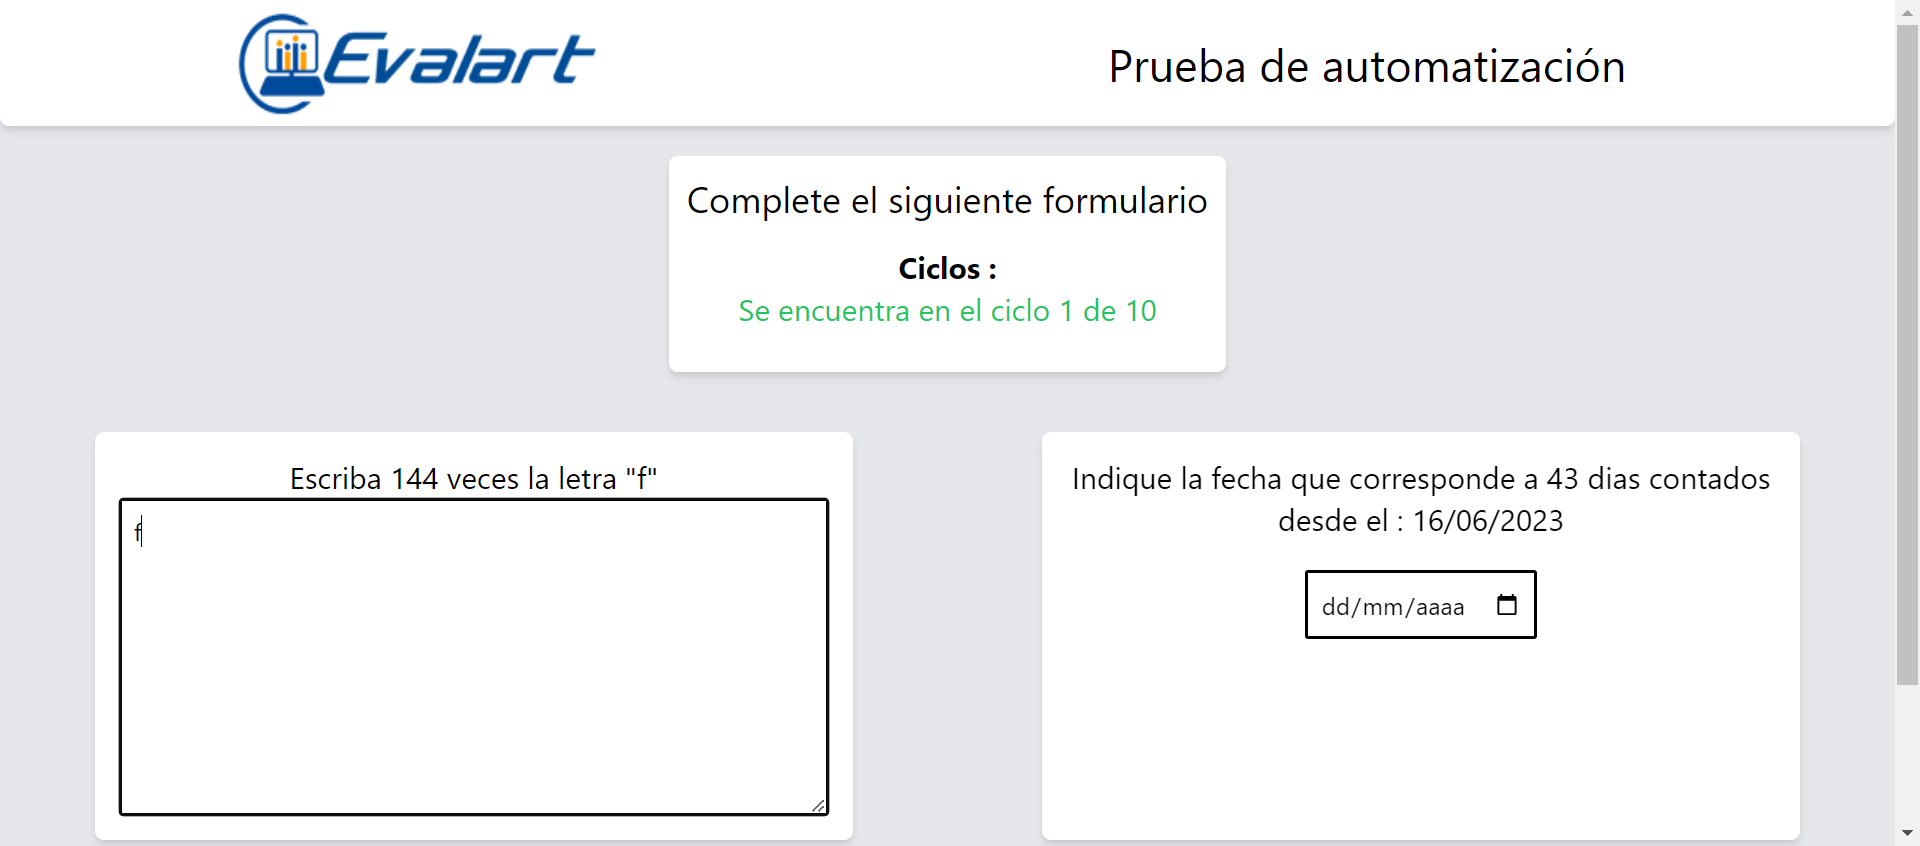 Evalart
Prueba de automatización
Complete el siguiente formulario
Ciclos :
Se encuentra en el ciclo 1 de 10
Escriba 144 veces la letra "f"
f
Indique la fecha que corresponde a 43 dias contados
desde el : 16/06/2023
dd/mm/aaaa